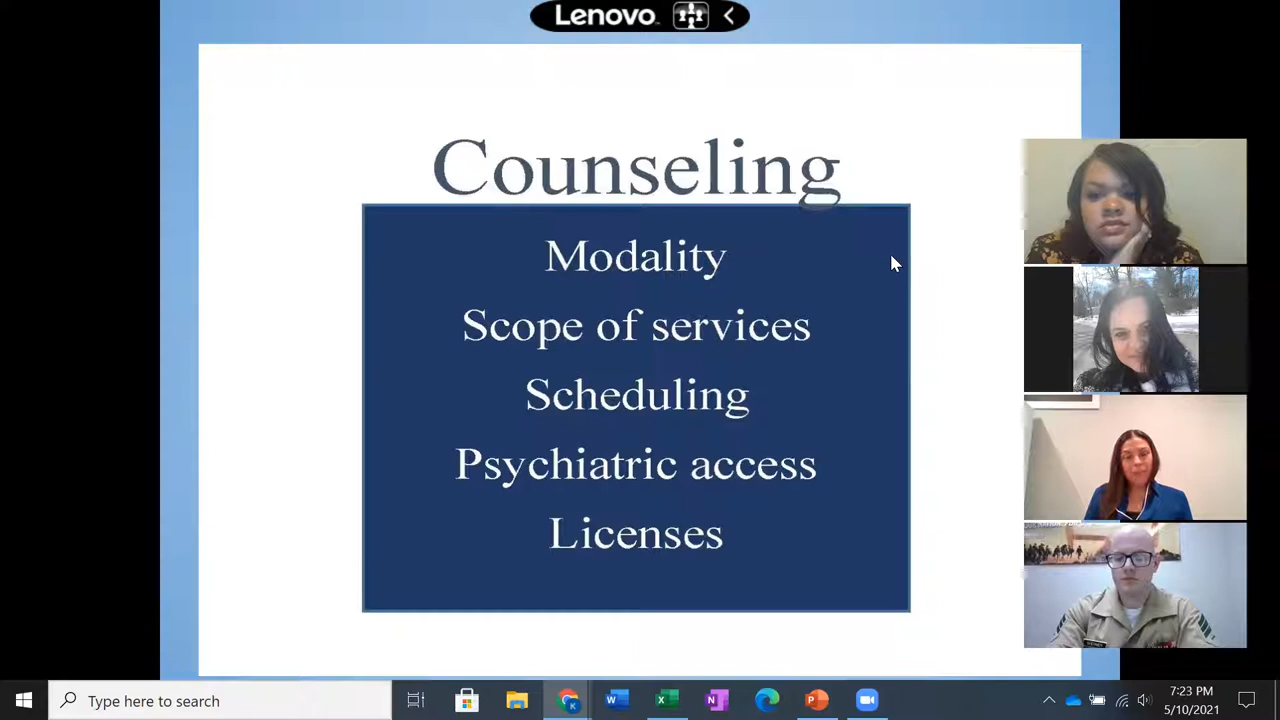 Lenovo
Counseling
Modality
Scope of services
Scheduling
Psychiatric access
Licenses
Type here to search
7:23 PM
5/10/2021